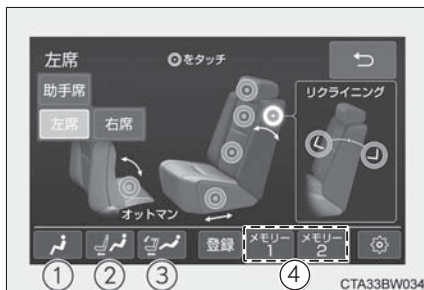 左席
◎をタッチ
助手席
左席 右席
リクライニング
オットマン
登録
メモリー
1
メモリー
2
1
2
3
4
CTA33BW034